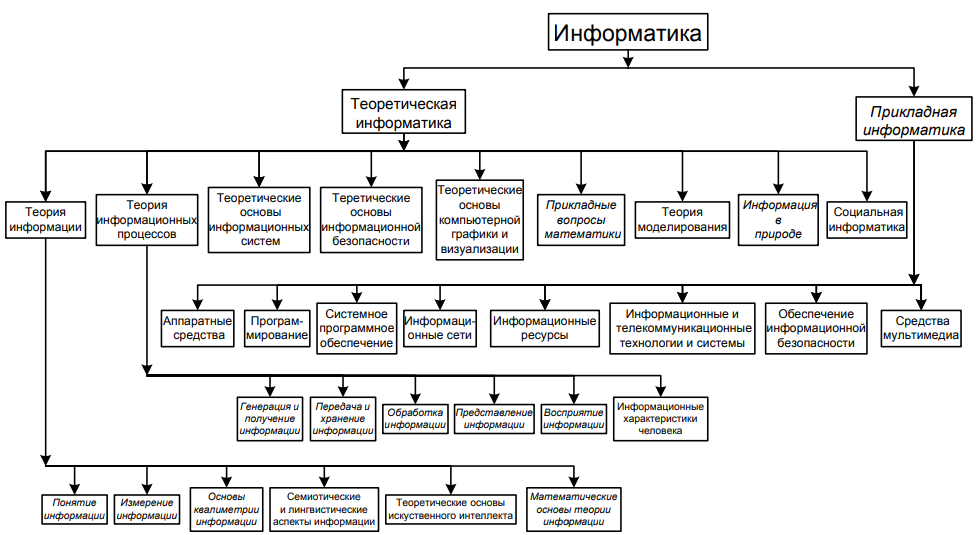 Информатика
Теоретическая
информатика
Прикладная
информатика
Теория
информации
Теория
информационных
процессов
Теоретические
основы
информационных
систем
Теретические
основы
информационной
безопасности
Теоретические
основы
компьютерной
графики и
визуализации
Прикладные
вопросы
математики
Теория
моделирования
Информация
в
природе
Социальная
информатика
Аппаратные
средства
Програм-
мирование
Системное
программное
обеспечение
Информаци-
онные сети
Информационные
ресурсы
Информационные и
телекоммуникационные
технологии и системы
Обеспечение
информационной
безопасности
Средства
мультимедиа
Генерация и
получение
информации
Передача и
хранение
информации
Обработка
информации
Представление
информации
Восприятие
информации
Информационные
характеристики
человека
Понятие
информации
Измерение
информации
Основы
квалиметрии
информации
Семиотические
и лингвистические
аспекты информации
Теоретические основы
искуственного интеллекта
Математические
основы теории
информации